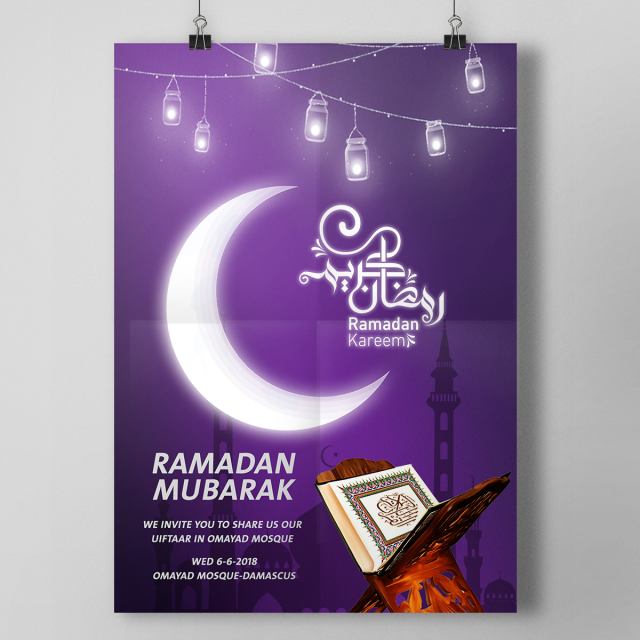 رمضان كريم
Ramadan
Kareem
RAMADAN
MUBARAK
WE INVITE YOU TO SHARE US OUR
UIFTAAR IN OMAYAD MOSQUE
WED 6-6-2018
OMAYAD MOSQUE-DAMASCUS